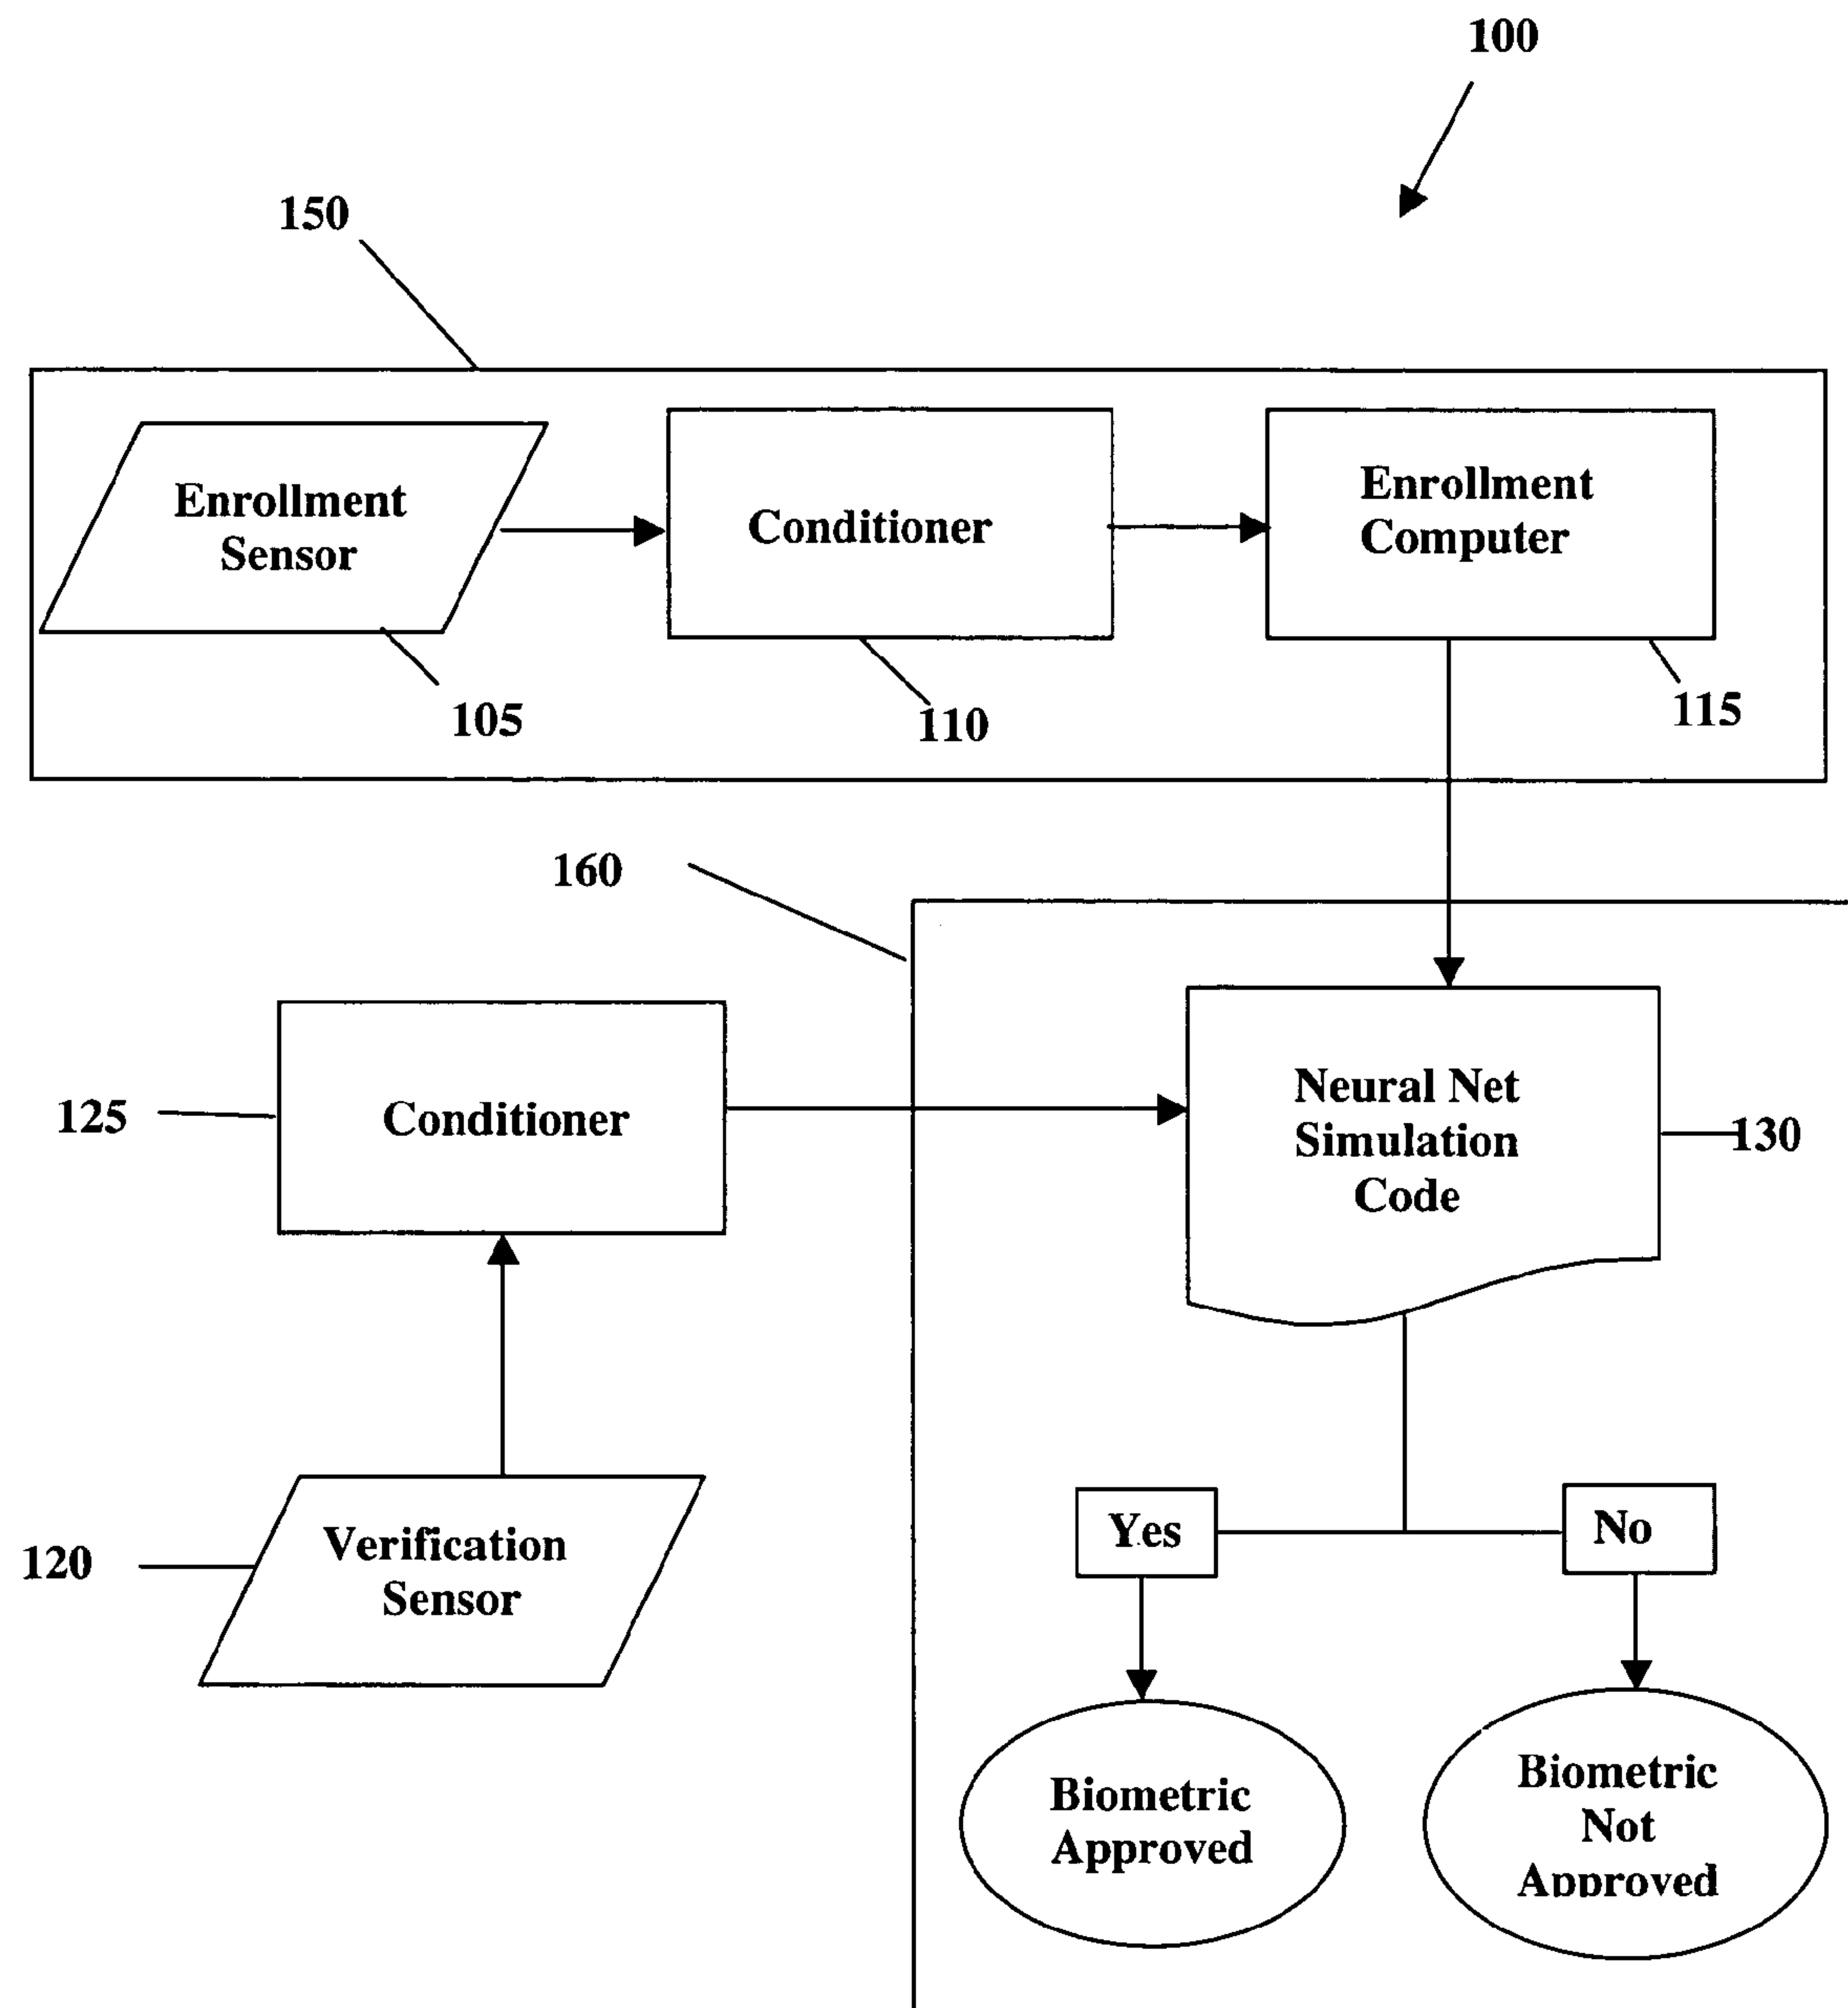 100
150
Enrollment
Sensor
Conditioner
Enrollment
Computer
105
110
115
160
125
Conditioner
Neural Net
Simulation
Code
130
120
Verification
Sensor
Yes
No
Biometric
Approved
Biometric
Not
Approved